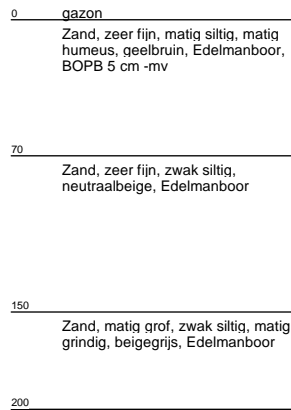 0 gazon
Zand, zeer fijn, matig siltig, matig
humeus, geelbruin, Edelmanboor,
BOPB 5 cm -mv
70
Zand, zeer fijn, zwak siltig,
neutraalbeige, Edelmanboor
150
Zand, matig grof, zwak siltig, matig
grindig, beigegrijs, Edelmanboor
200